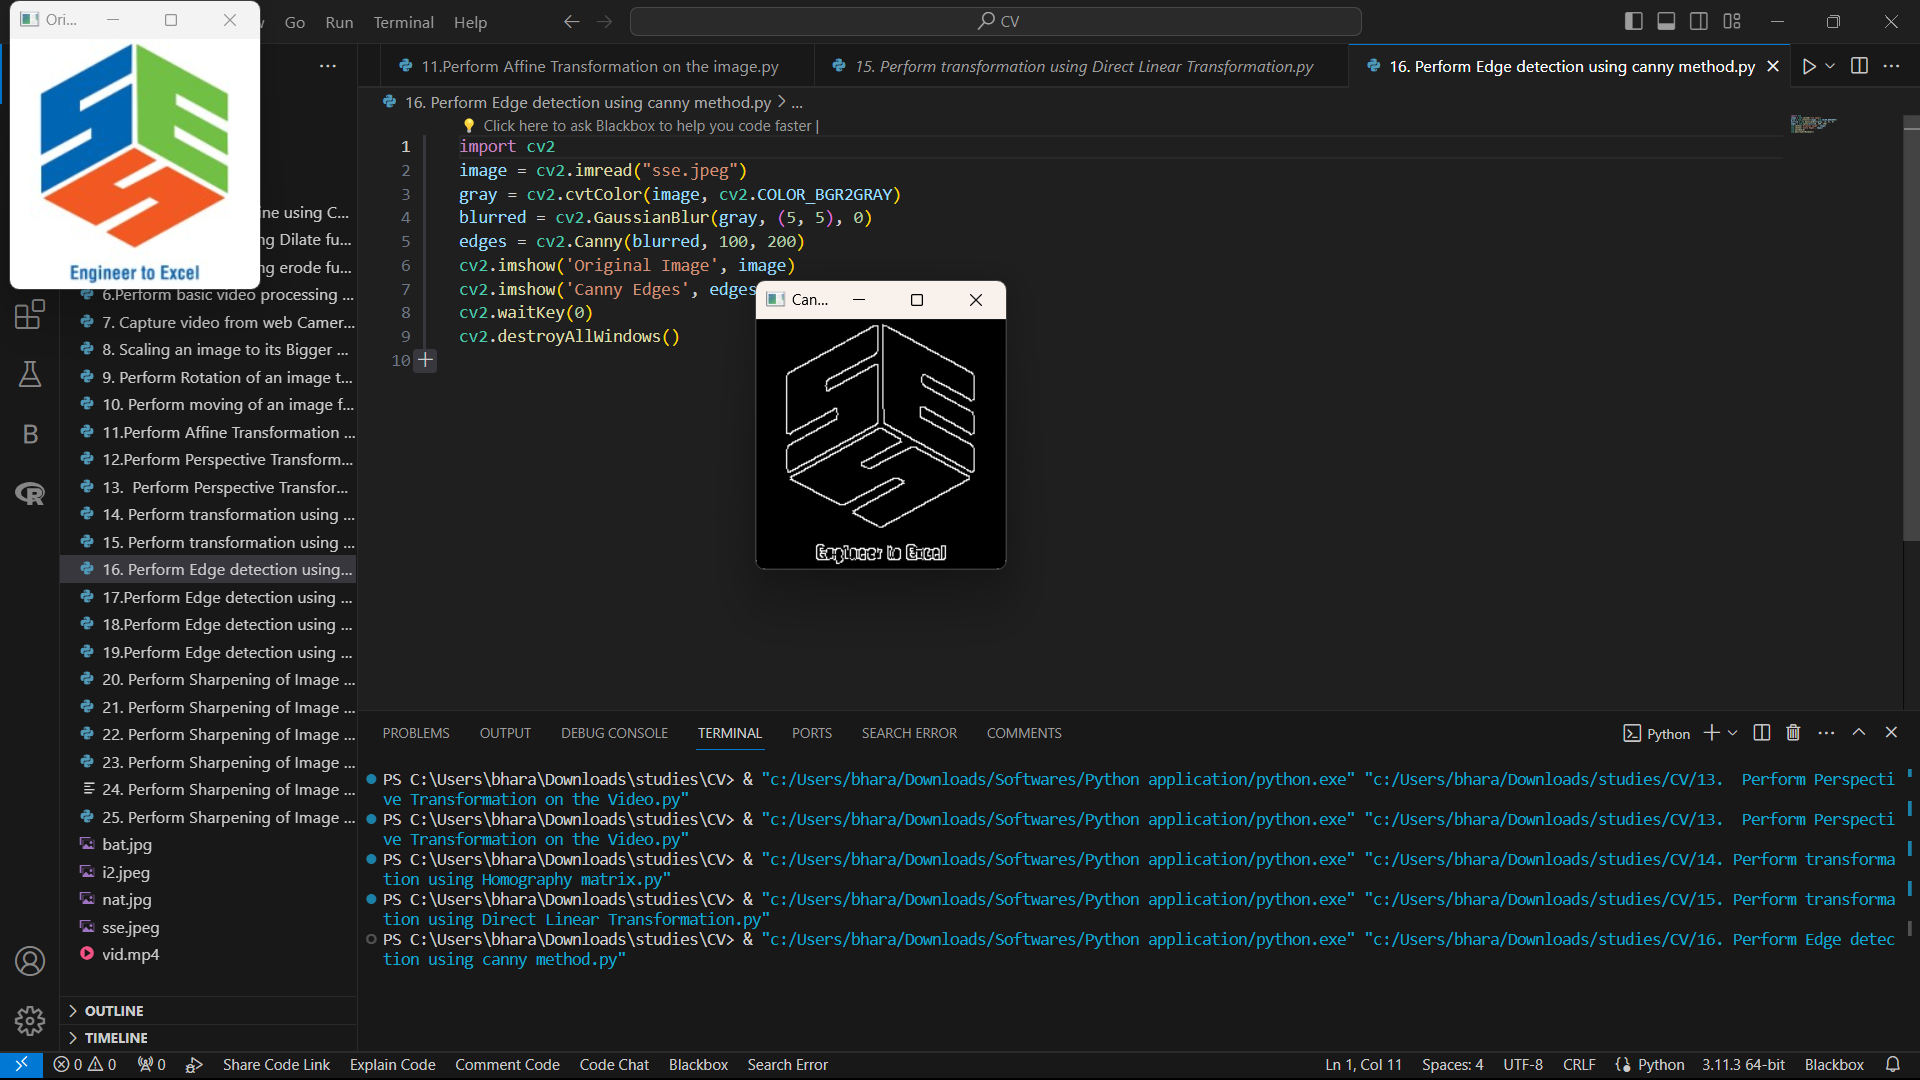 Ori...
Go Run Terminal Help
CV
11.Perform Affine Transformation on the image.py
15. Perform transformation using Direct Linear Transformation.py
16. Perform Edge detection using canny method.py
16. Perform Edge detection using canny method.py > ...
Click here to ask Blackbox to help you code faster |
1 import cv2
2 image = cv2.imread("sse.jpeg")
3 gray = cv2.cvtColor(image, cv2.COLOR_BGR2GRAY)
4 blurred = cv2.GaussianBlur(gray, (5, 5), 0)
5 edges = cv2.Canny(blurred, 100, 200)
6 cv2.imshow('Original Image', image)
7 cv2.imshow('Canny Edges', edges
8 cv2.waitKey(0)
9 cv2.destroyAllWindows()
10
SES
Engineer to Excel
Can...
SES
Engineer to Excel
ine using C...
ng Dilate fu...
ng erode fu...
6.Perform basic video processing ...
7. Capture video from web Camer...
8. Scaling an image to its Bigger ...
9. Perform Rotation of an image t...
10. Perform moving of an image f...
11.Perform Affine Transformation ...
12.Perform Perspective Transform...
13. Perform Perspective Transfor...
14. Perform transformation using ...
15. Perform transformation using ...
16. Perform Edge detection using...
17.Perform Edge detection using ...
18.Perform Edge detection using ...
19.Perform Edge detection using ...
20. Perform Sharpening of Image ...
21. Perform Sharpening of Image ...
22. Perform Sharpening of Image ...
23. Perform Sharpening of Image ...
24. Perform Sharpening of Image ...
25. Perform Sharpening of Image ...
bat.jpg
i2.jpeg
nat.jpg
sse.jpeg
vid.mp4
OUTLINE
TIMELINE
B
R
PROBLEMS OUTPUT DEBUG CONSOLE TERMINAL PORTS SEARCH ERROR COMMENTS
Python
PS C:\Users\bhara\Downloads\studies\CV> & "c:/Users/bhara/Downloads/Softwares/Python application/python.exe" "c:/Users/bhara/Downloads/studies/CV/13.  Perform Perspecti
ve Transformation on the Video.py"
PS C:\Users\bhara\Downloads\studies\CV> & "c:/Users/bhara/Downloads/Softwares/Python application/python.exe" "c:/Users/bhara/Downloads/studies/CV/13.  Perform Perspecti
ve Transformation on the Video.py"
PS C:\Users\bhara\Downloads\studies\CV> & "c:/Users/bhara/Downloads/Softwares/Python application/python.exe" "c:/Users/bhara/Downloads/studies/CV/14. Perform transforma
tion using Homography matrix.py"
PS C:\Users\bhara\Downloads\studies\CV> & "c:/Users/bhara/Downloads/Softwares/Python application/python.exe" "c:/Users/bhara/Downloads/studies/CV/15. Perform transforma
tion using Direct Linear Transformation.py"
PS C:\Users\bhara\Downloads\studies\CV> & "c:/Users/bhara/Downloads/Softwares/Python application/python.exe" "c:/Users/bhara/Downloads/studies/CV/16. Perform Edge detec
tion using canny method.py"
0 0 0 Share Code Link Explain Code Comment Code Code Chat Blackbox Search Error
Ln 1, Col 11 Spaces: 4 UTF-8 CRLF Python 3.11.3 64-bit Blackbox